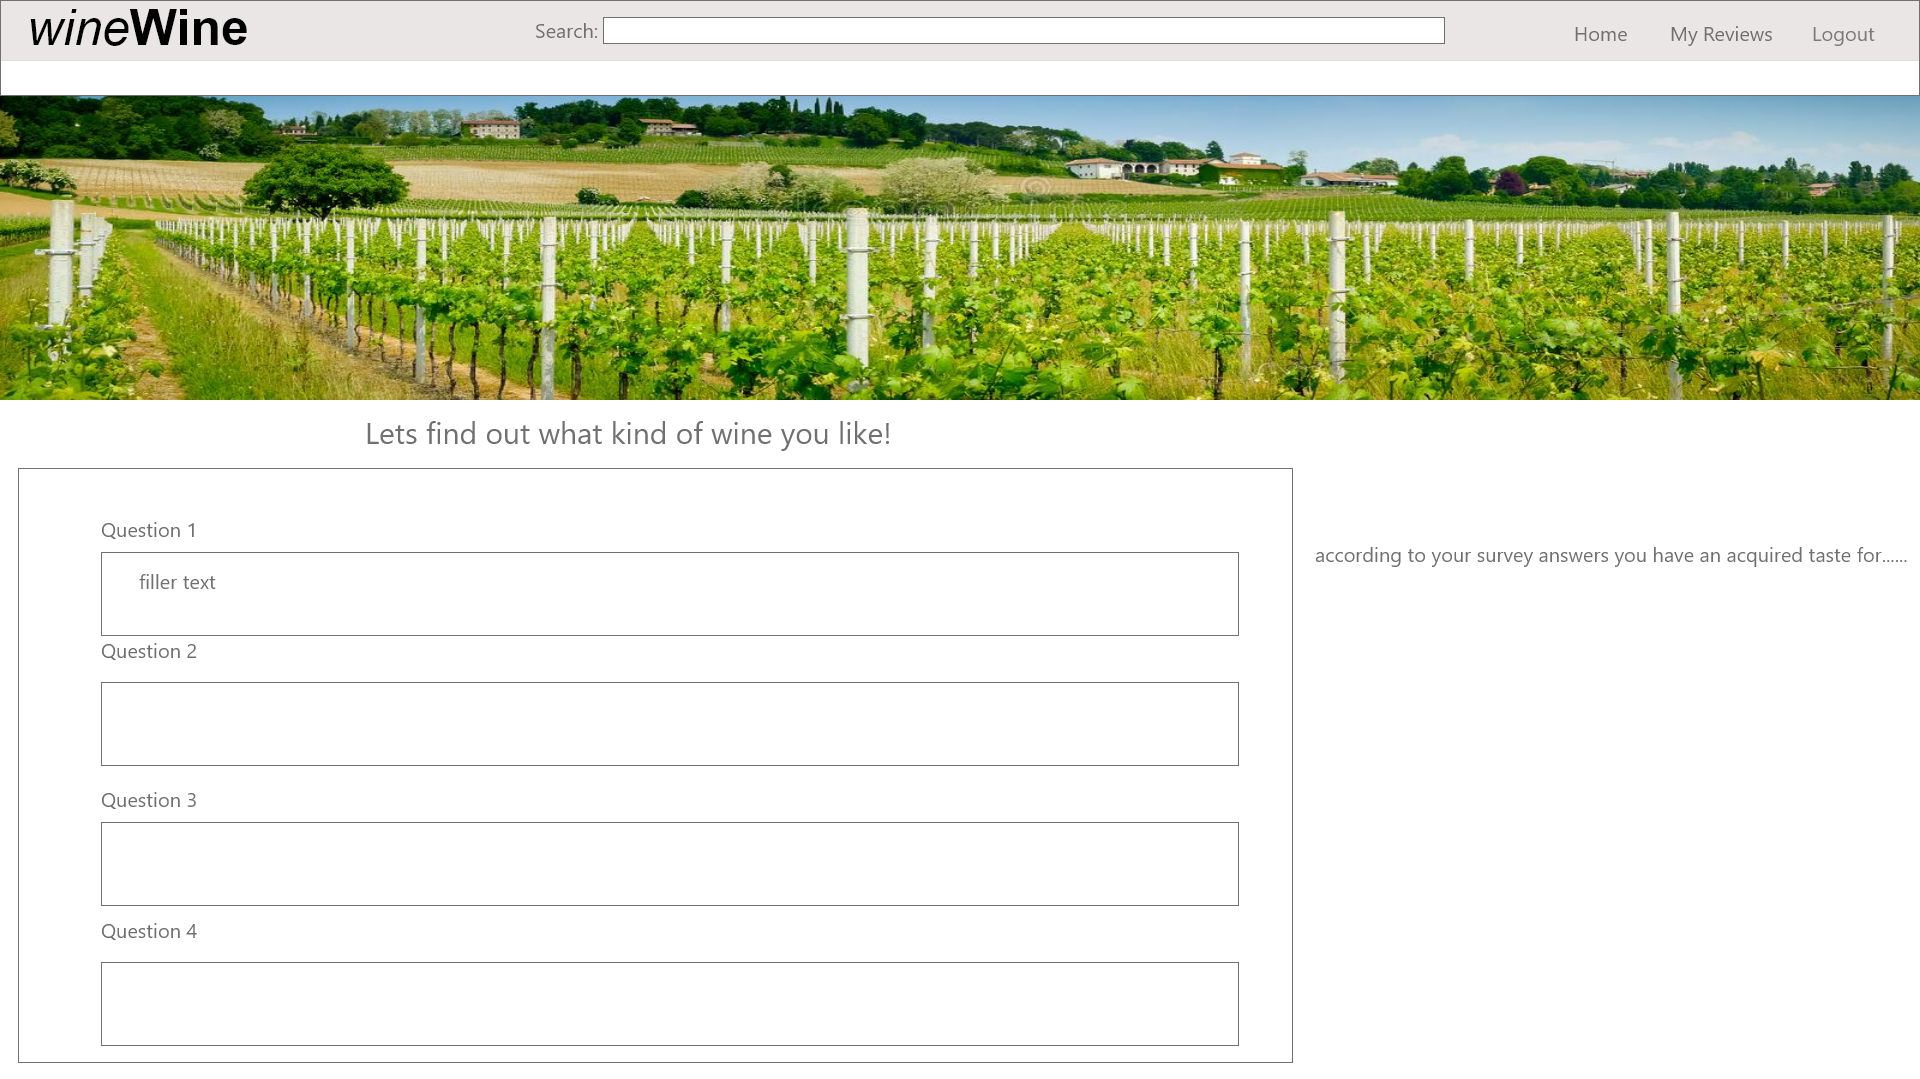 wineWine
Search:
Home
My Reviews
Logout
Lets find out what kind of wine you like!
Question 1
filler text
according to your survey answers you have an acquired taste for......
Question 2
Question 3
Question 4